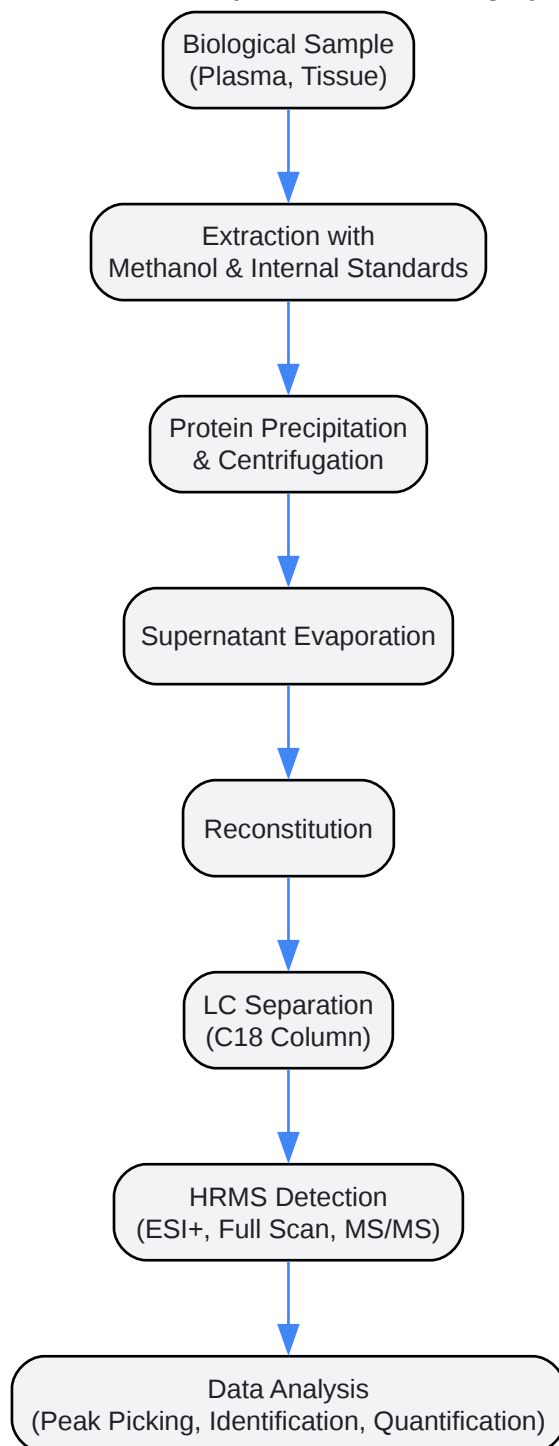 Biological Sample
(Plasma, Tissue)
Extraction with
Methanol & Internal Standards
Protein Precipitation
& Centrifugation
Supernatant Evaporation
Reconstitution
LC Separation
(C18 Column)
HRMS Detection
(ESI+, Full Scan, MS/MS)
Data Analysis
(Peak Picking, Identification, Quantification)